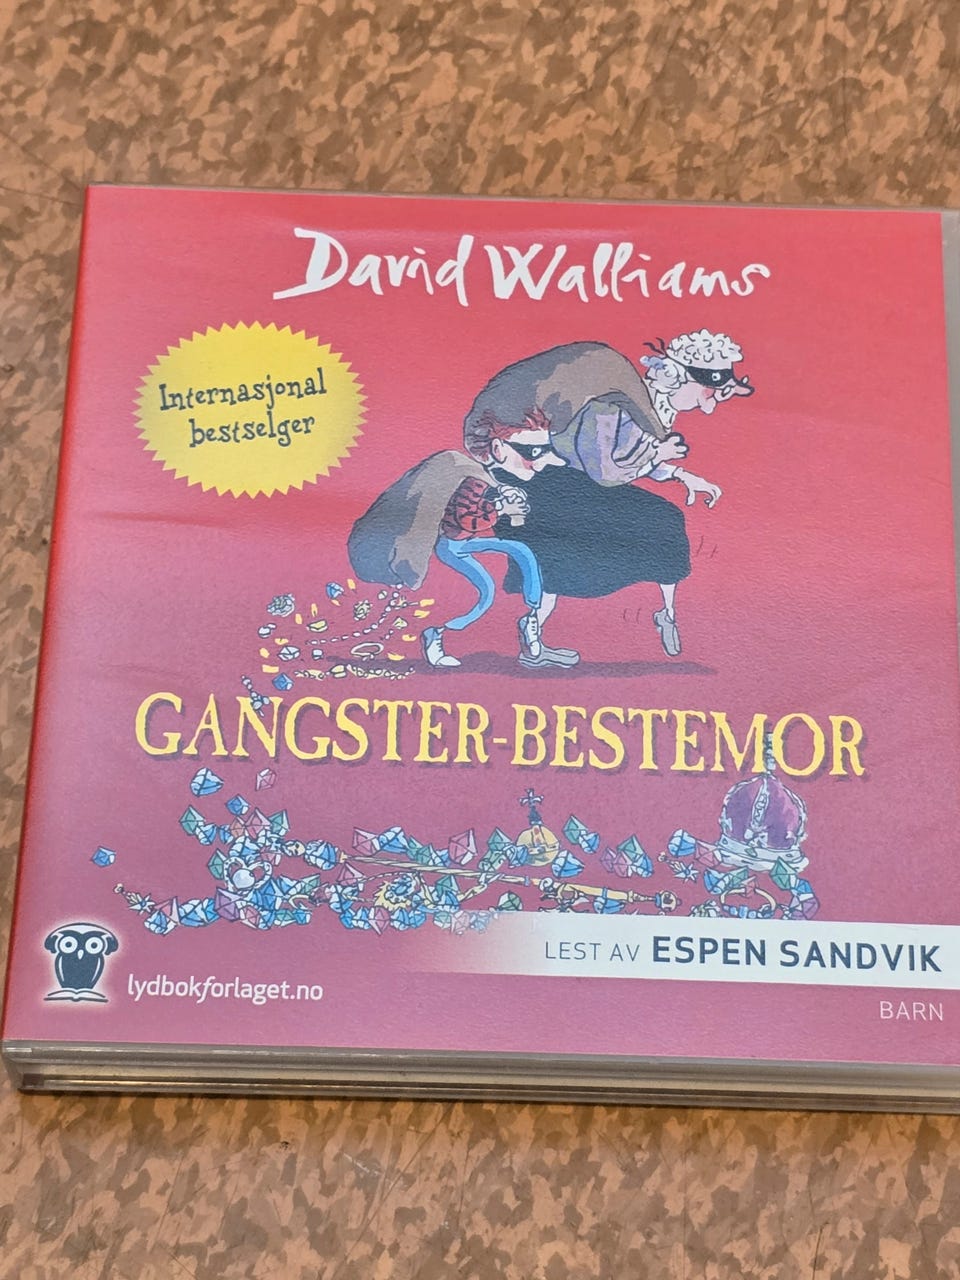 David Walliams
Internasjonal
bestselger
GANGSTER-BESTEMOR
LEST AV ESPEN SANDVIK
lydbokforlaget.no
BARN